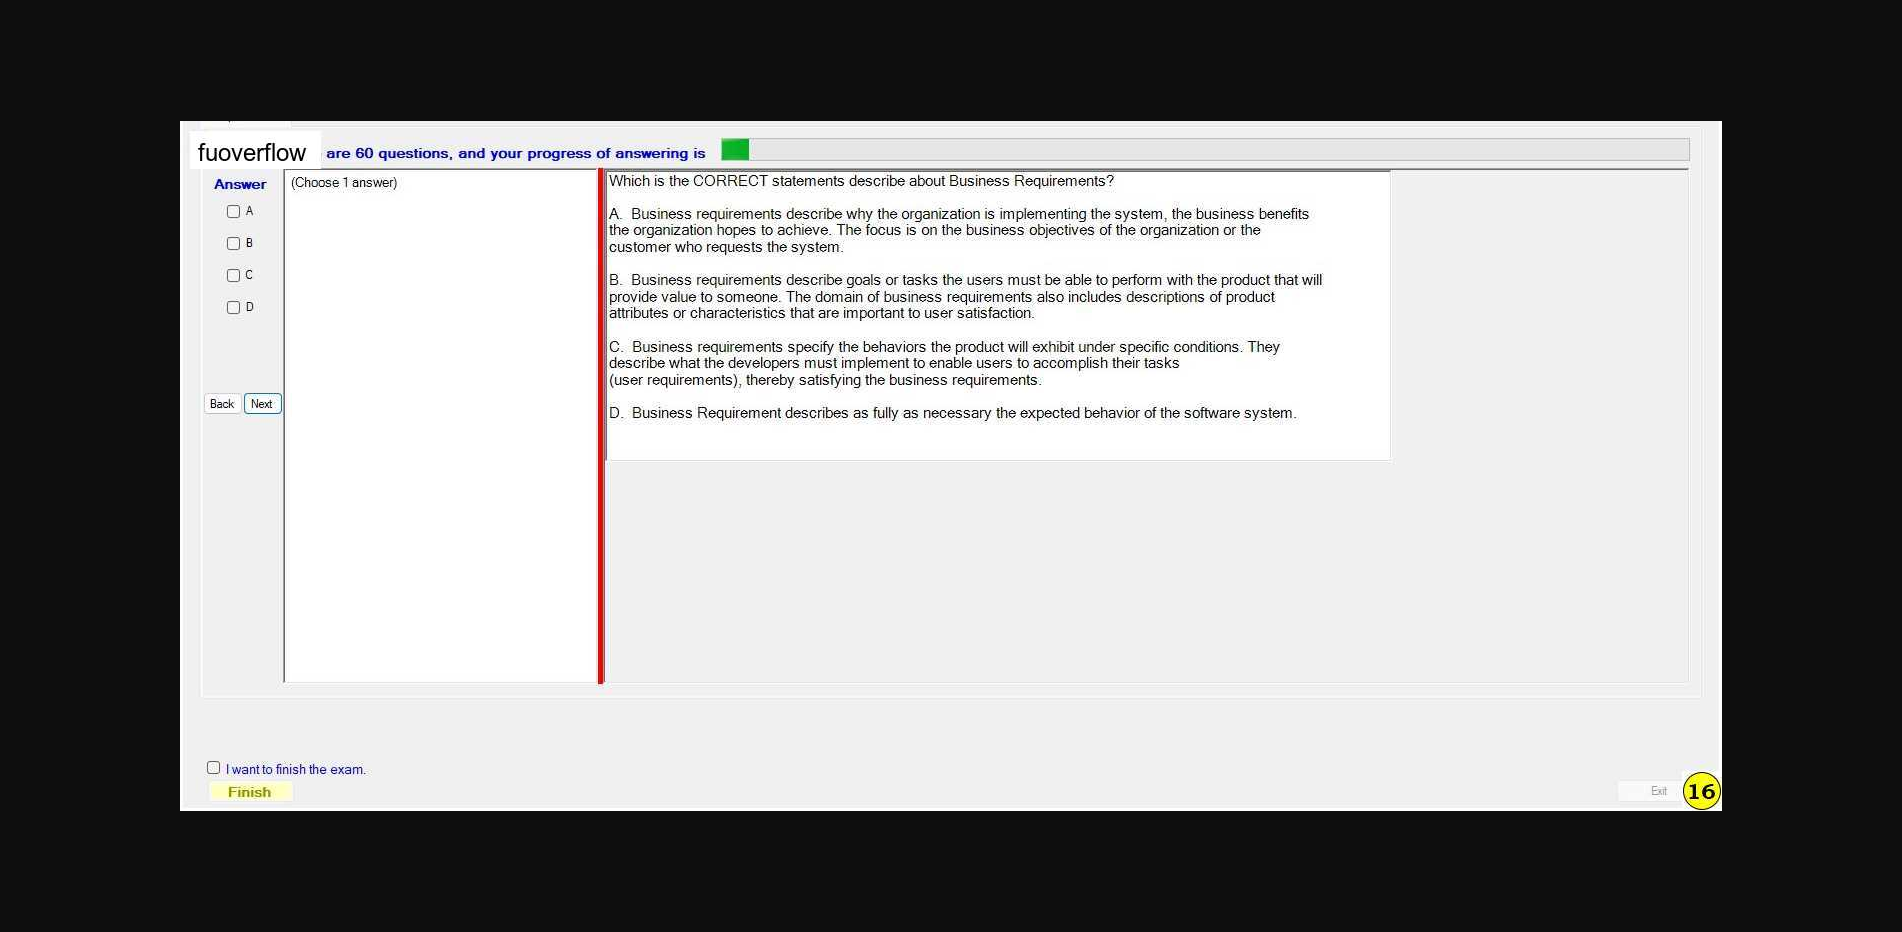 fuoverflow are 60 questions, and your progress of answering is
Answer
A
B
C
D
Back Next
(Choose 1 answer)
Which is the CORRECT statements describe about Business Requirements?
A. Business requirements describe why the organization is implementing the system, the business benefits
the organization hopes to achieve. The focus is on the business objectives of the organization or the
customer who requests the system.
B. Business requirements describe goals or tasks the users must be able to perform with the product that will
provide value to someone. The domain of business requirements also includes descriptions of product
attributes or characteristics that are important to user satisfaction.
C. Business requirements specify the behaviors the product will exhibit under specific conditions. They
describe what the developers must implement to enable users to accomplish their tasks
(user requirements), thereby satisfying the business requirements.
D. Business Requirement describes as fully as necessary the expected behavior of the software system.
I want to finish the exam.
Finish
Exit
16